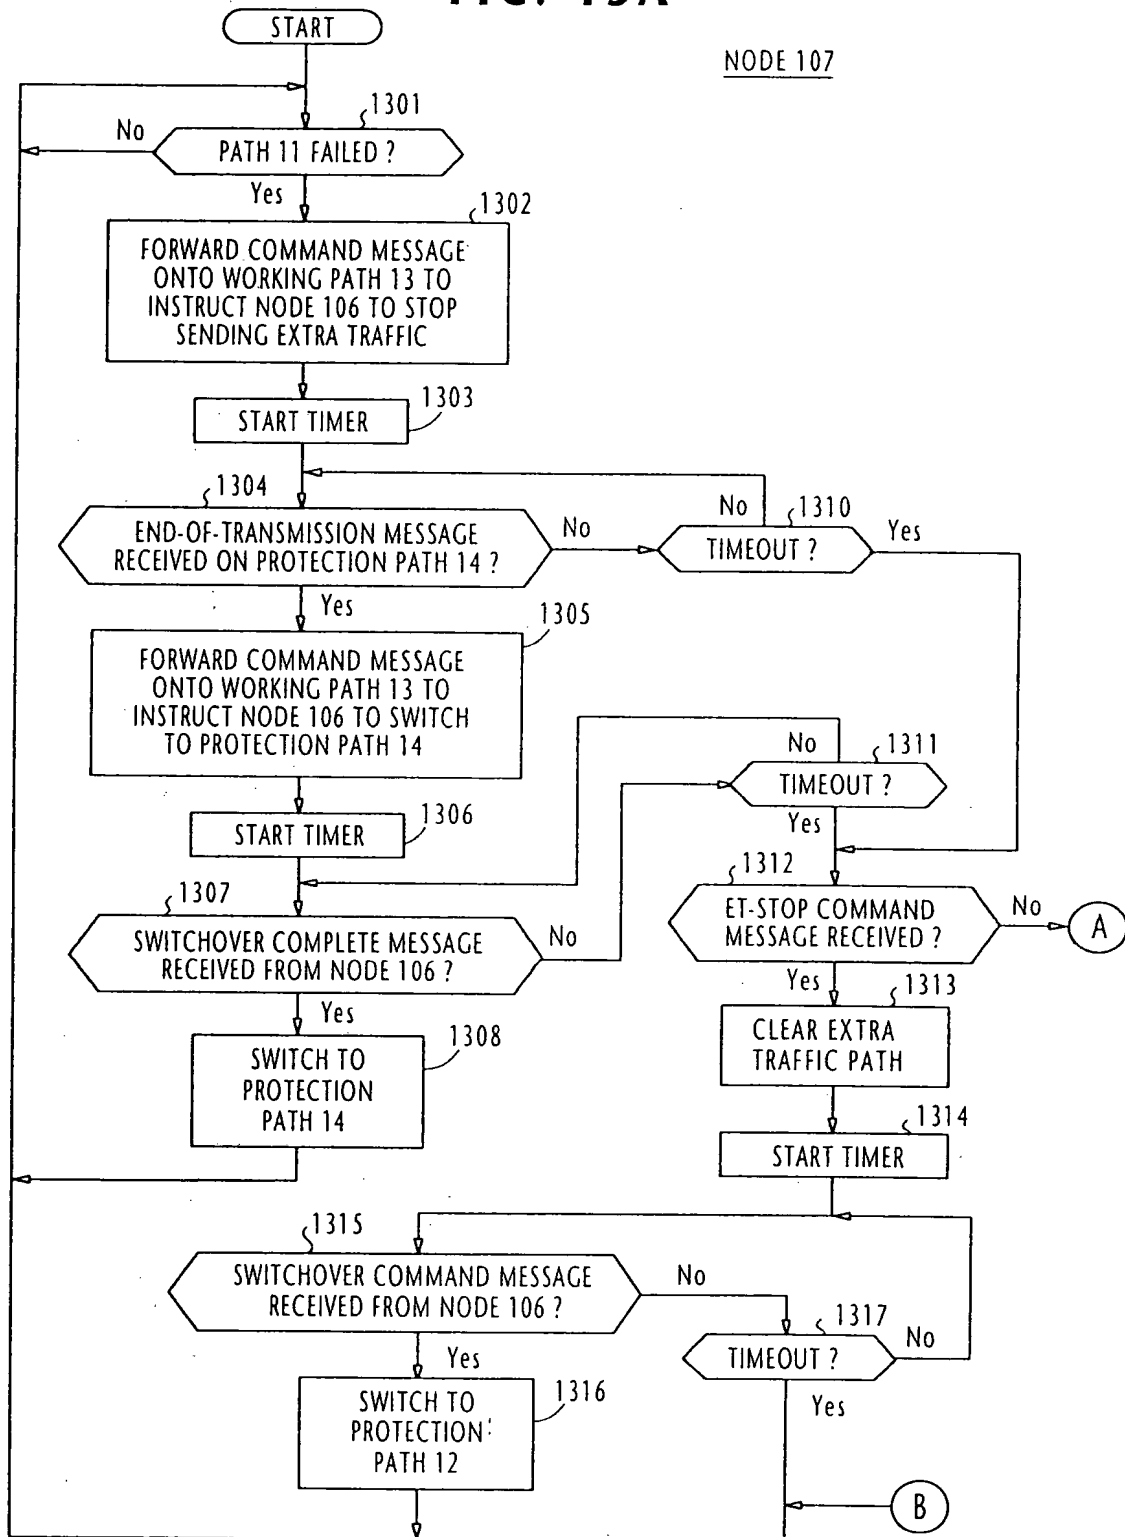 START
NODE 107
1301
No
PATH 11 FAILED ?
Yes
1302
FORWARD COMMAND MESSAGE
ONTO WORKING PATH 13 TO
INSTRUCT NODE 106 TO STOP
SENDING EXTRA TRAFFIC
1303
START TIMER
1304
END-OF-TRANSMISSION MESSAGE
RECEIVED ON PROTECTION PATH 14 ?
No
No
1310
TIMEOUT ?
Yes
Yes
1305
FORWARD COMMAND MESSAGE
ONTO WORKING PATH 13 TO
INSTRUCT NODE 106 TO SWITCH
TO PROTECTION PATH 14
No
1311
TIMEOUT ?
Yes
1306
START TIMER
1307
SWITCHOVER COMPLETE MESSAGE
RECEIVED FROM NODE 106 ?
No
1312
ET-STOP COMMAND
MESSAGE RECEIVED ?
No
A
Yes
1308
SWITCH TO
PROTECTION
PATH 14
Yes
1313
CLEAR EXTRA
TRAFFIC PATH
1314
START TIMER
1315
SWITCHOVER COMMAND MESSAGE
RECEIVED FROM NODE 106 ?
No
1317
TIMEOUT ?
No
Yes
Yes
1316
SWITCH TO
PROTECTION
PATH 12
B